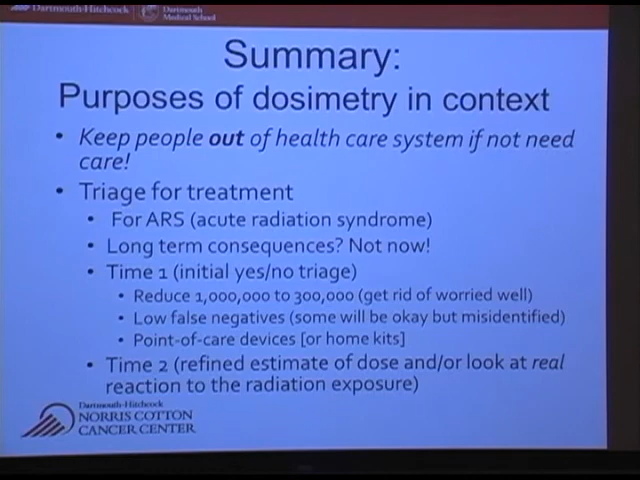 Dartmouth-Hitchcock
Dartmouth
Medical School
Summary:
Purposes of dosimetry in context
• Keep people out of health care system if not need
care!
• Triage for treatment
• For ARS (acute radiation syndrome)
• Long term consequences? Not now!
• Time 1 (initial yes/no triage)
• Reduce 1,000,000 to 300,000 (get rid of worried well)
• Low false negatives (some will be okay but misidentified)
• Point-of-care devices [or home kits]
• Time 2 (refined estimate of dose and/or look at real
reaction to the radiation exposure)
Dartmouth-Hitchcock
NORRIS COTTON
CANCER CENTER